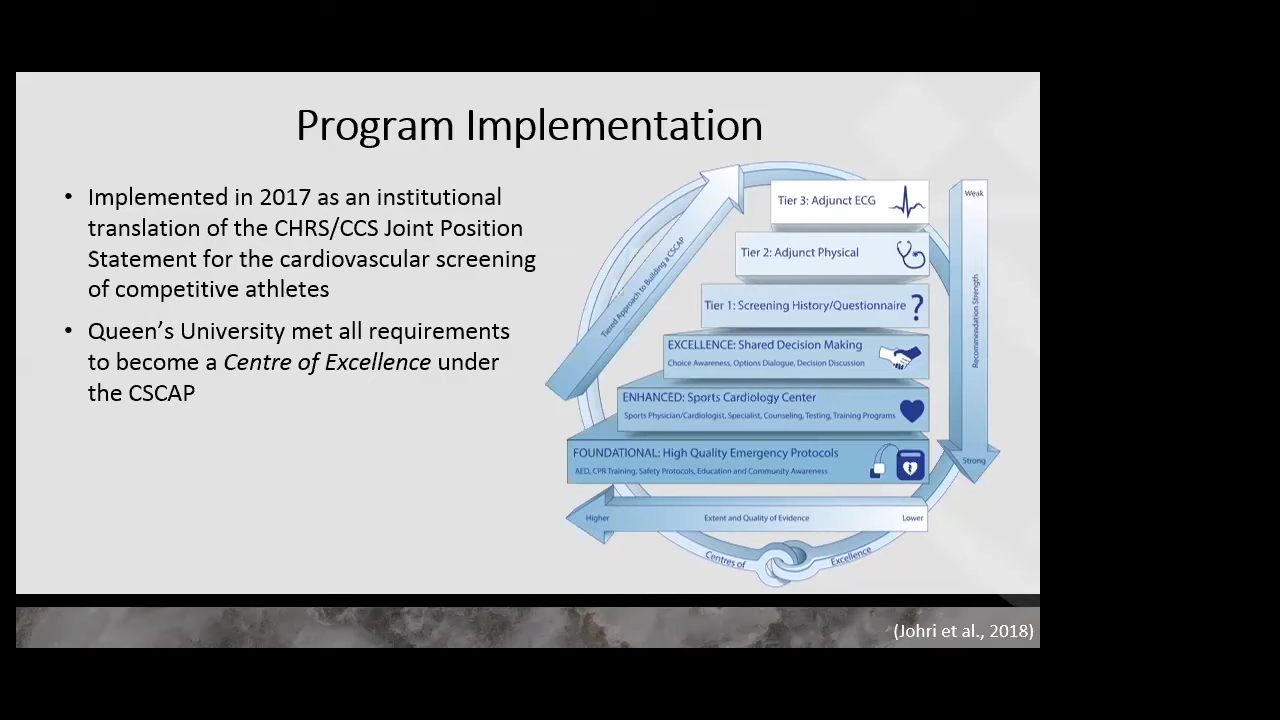 Program Implementation
• Implemented in 2017 as an institutional
translation of the CHRS/CCS Joint Position
Statement for the cardiovascular screening
of competitive athletes
• Queen’s University met all requirements
to become a Centre of Excellence under
the CSCAP
Tiered Approach to Building a CSCAP
Tier 3: Adjunct ECG
Tier 2: Adjunct Physical
Tier 1: Screening History/Questionnaire ?
EXCELLENCE: Shared Decision Making
Choice Awareness, Options Dialogue, Decision Discussion
ENHANCED: Sports Cardiology Center
Sports Physician/Cardiologist, Specialist, Counseling, Testing, Training Programs
FOUNDATIONAL: High Quality Emergency Protocols
AED, CPR Training, Safety Protocols, Education and Community Awareness
Weak
Recommendation Strength
Strong
Higher Extent and Quality of Evidence Lower
Centres of Excellence
(Johri et al., 2018)